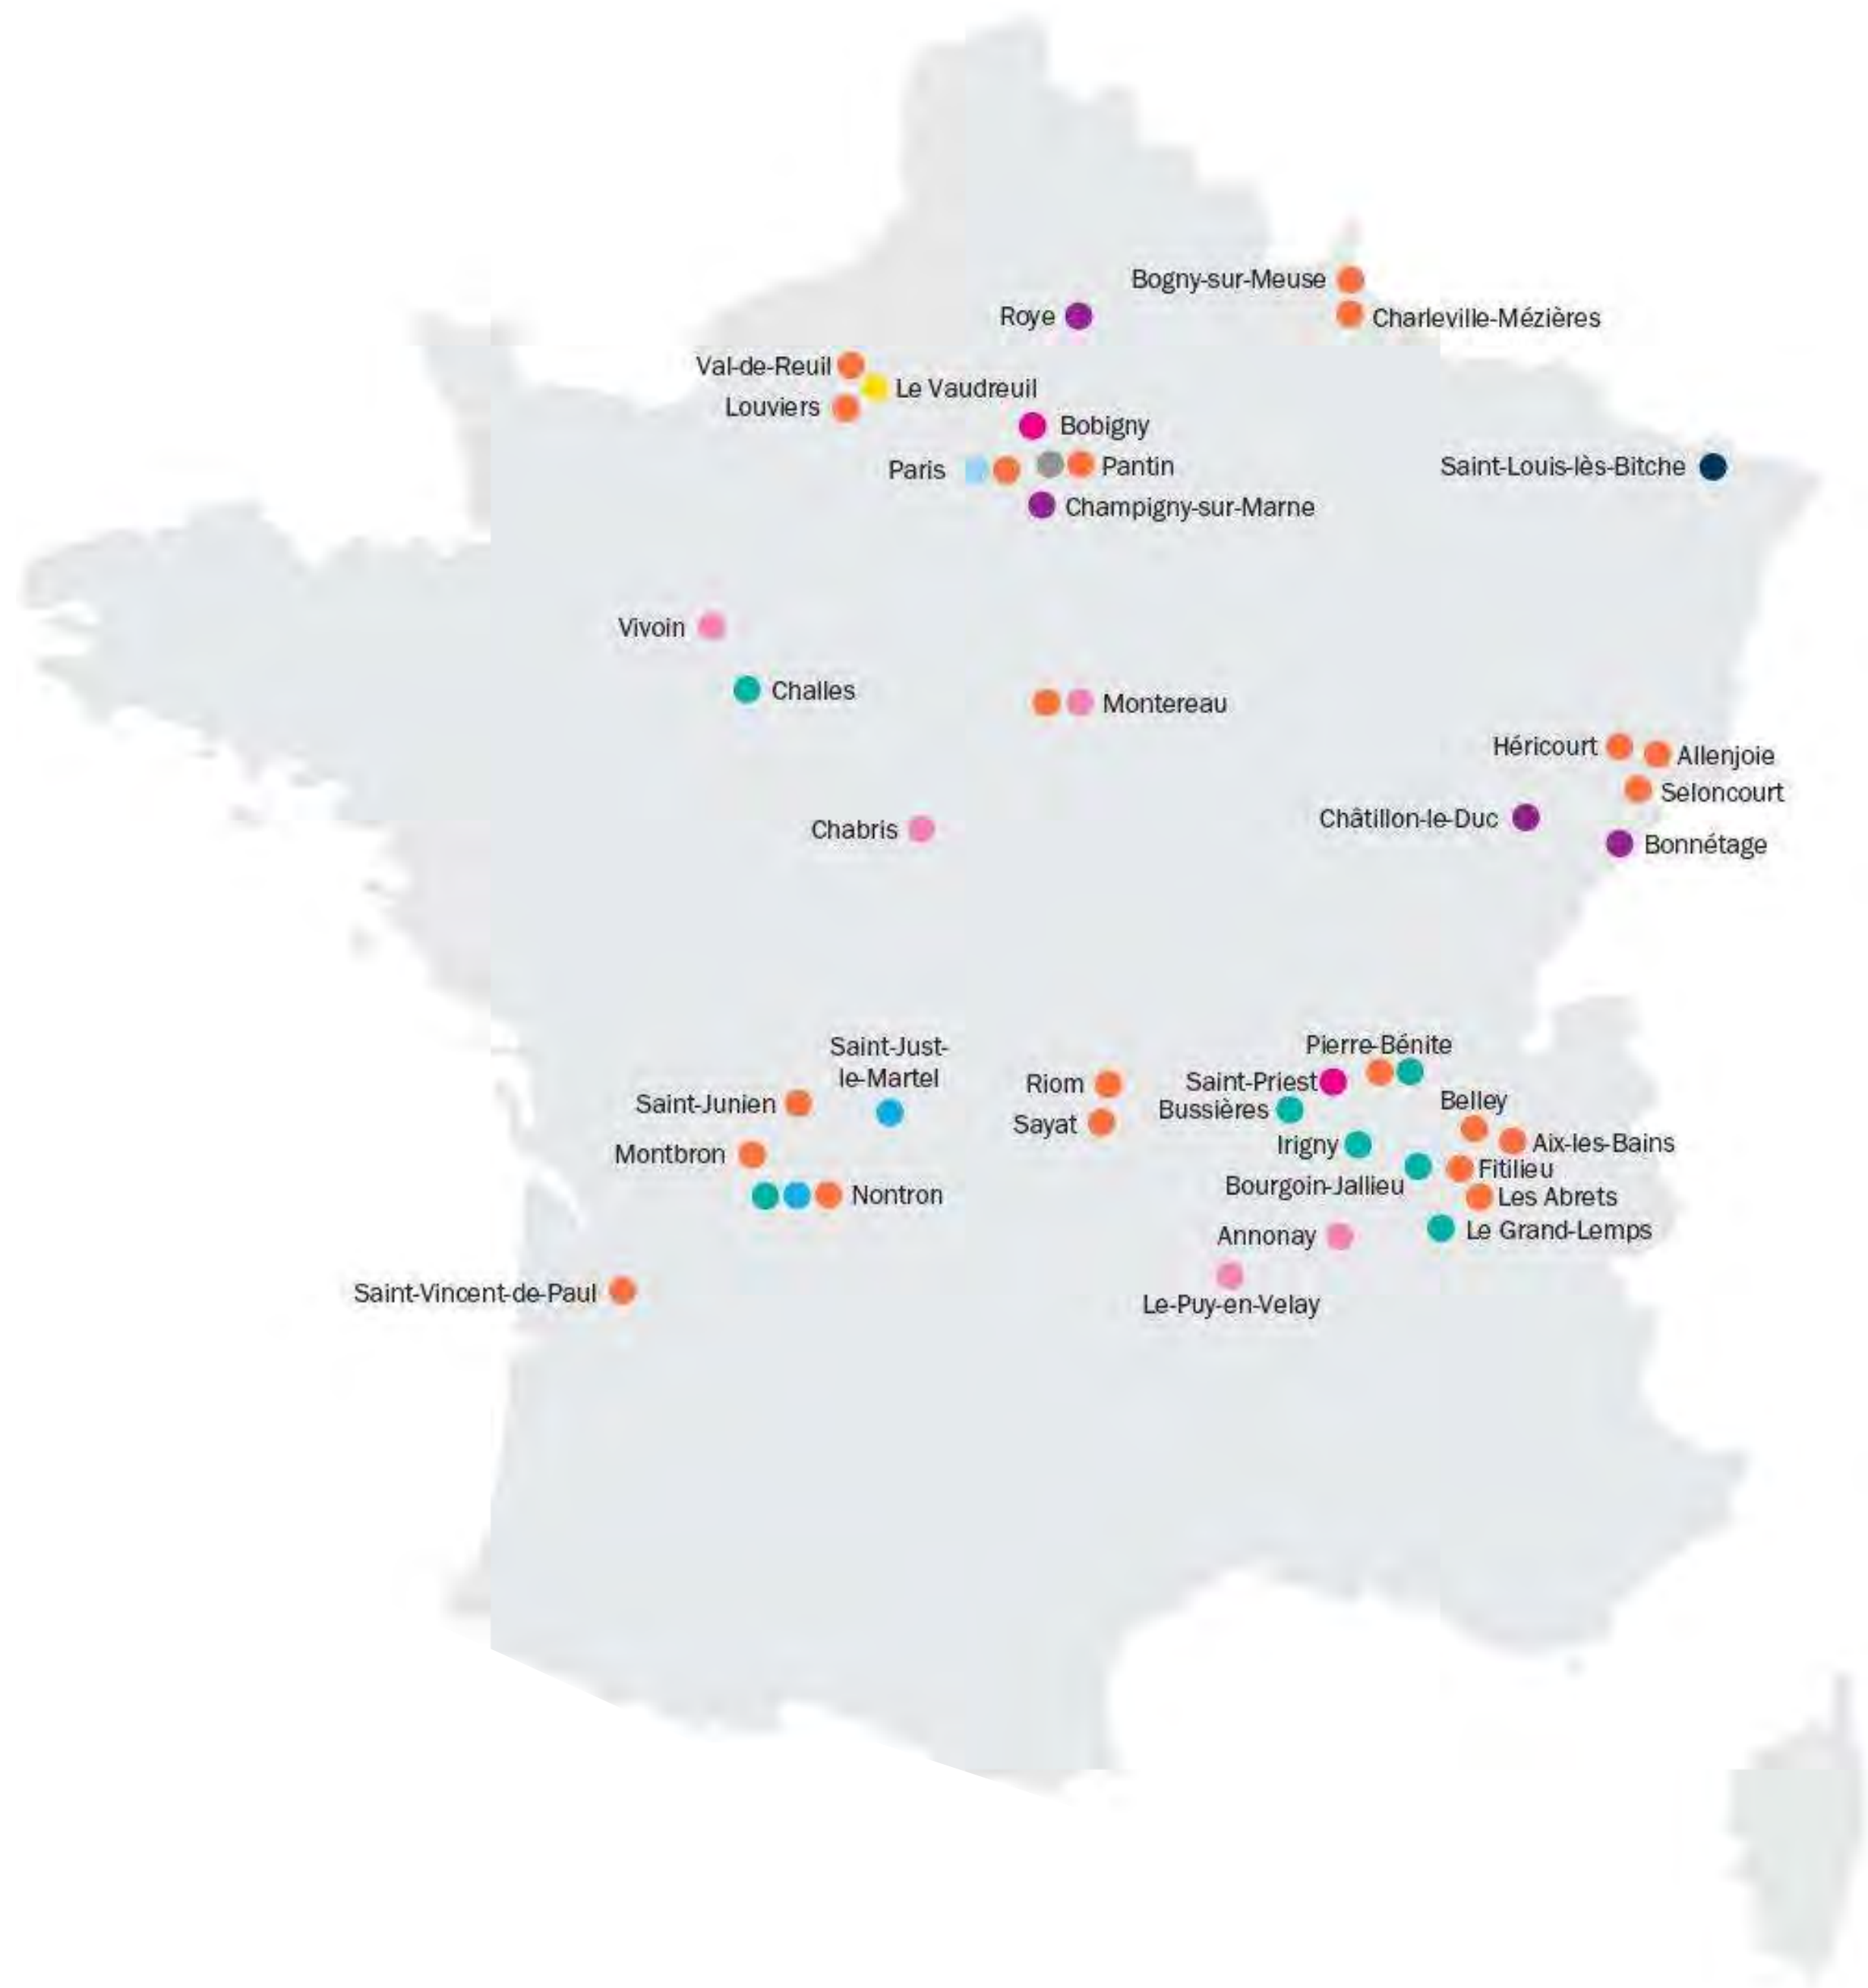 Bogny-sur-Meuse
Roye
Charleville-Mézières
Val-de-Reuil
Le Vaudreuil
Louviers
Bobigny
Paris
Pantin
Saint-Louis-lès-Bitche
Champigny-sur-Marne
Vivoin
Challes
Montereau
Héricourt
Allenjoie
Seloncourt
Châtillon-le-Duc
Chabris
Bonnétage
Saint-Just-
le-Martel
Pierre-Bénite
Riom
Saint-Priest
Saint-Junien
Bussières
Belley
Sayat
Irigny
Aix-les-Bains
Montbron
Fitilieu
Bourgoin-Jallieu
Nontron
Les Abrets
Annonay
Le Grand-Lemps
Saint-Vincent-de-Paul
Le-Puy-en-Velay